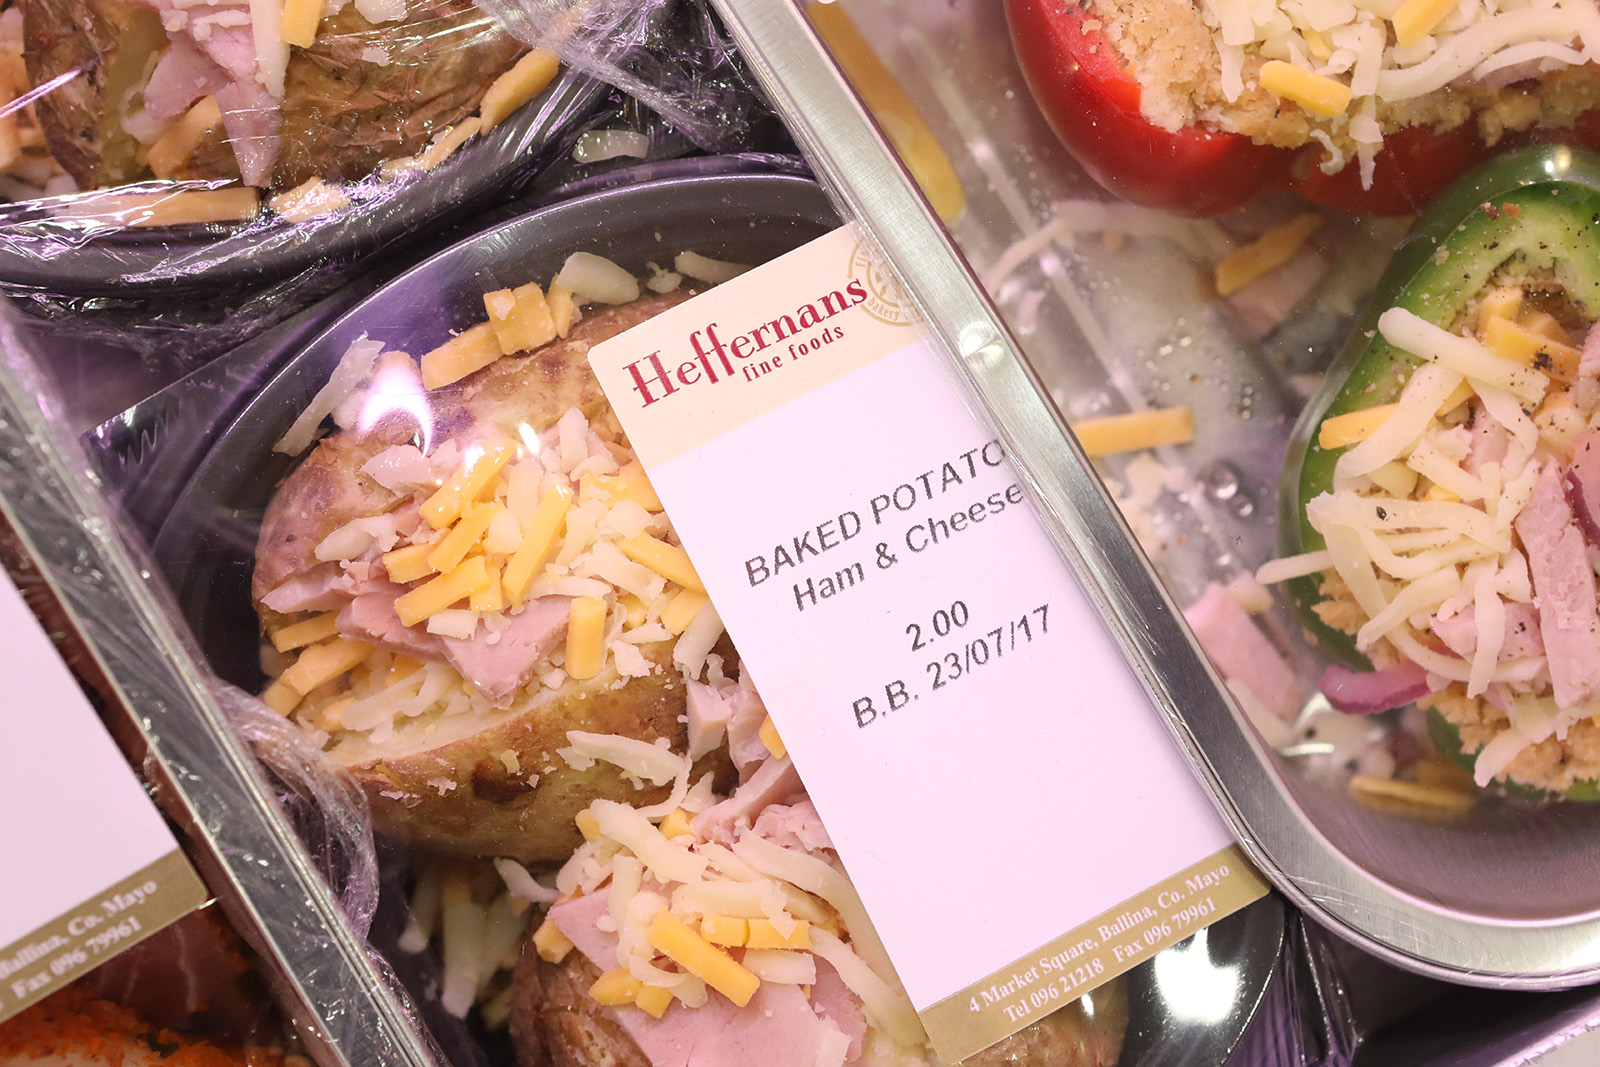 Heffernans
fine foods
bakery
BAKED POTATO
Ham & Cheese
2.00
B.B. 23/07/17
4 Market Square, Ballina, Co. Mayo
Tel 096 21218 Fax 096 79961
Ballina, Co. Mayo
Fax 096 79961